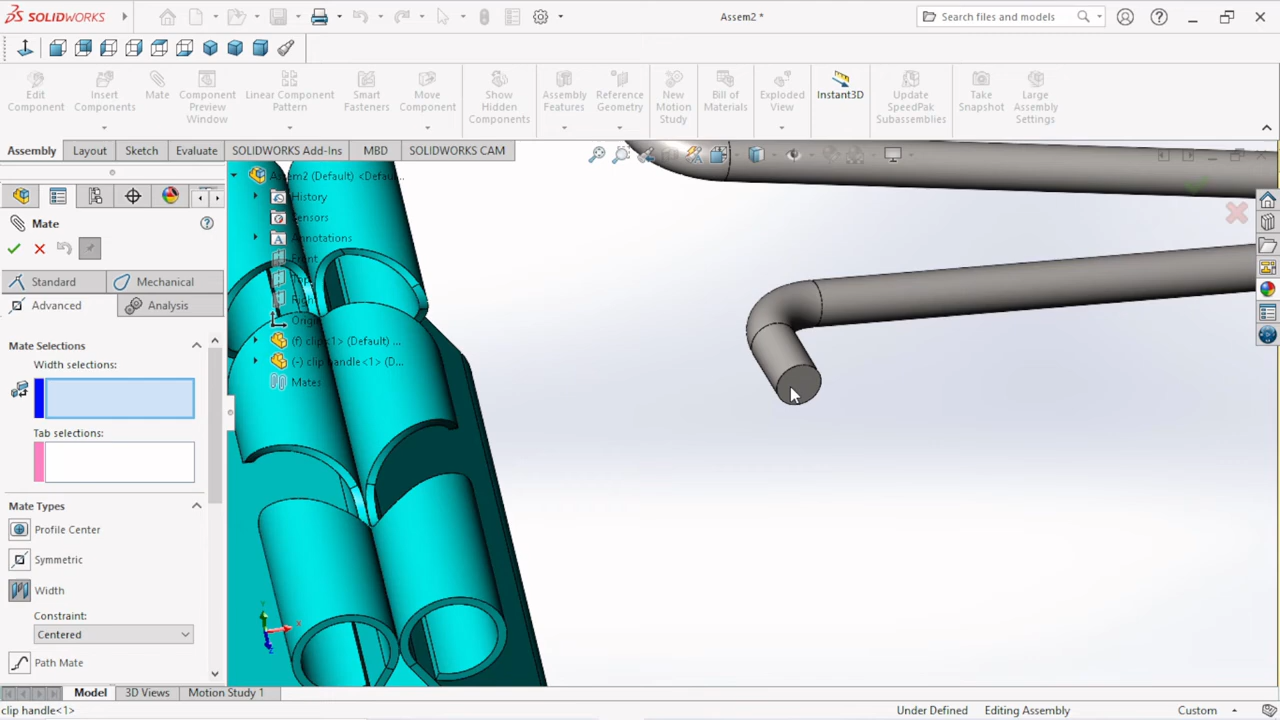 SOLIDWORKS
Assem2 *
Search files and models
Edit Component
Insert Components
Mate
Component Preview Window
Linear Component Pattern
Smart Fasteners
Move Component
Show Hidden Components
Assembly Features
Reference Geometry
New Motion Study
Bill of Materials
Exploded View
Instant3D
Update SpeedPak Subassemblies
Take Snapshot
Large Assembly Settings
Assembly
Layout
Sketch
Evaluate
SOLIDWORKS Add-Ins
MBD
SOLIDWORKS CAM
Assem2 (Default) <Defau...
History
Sensors
Annotations
Front
Top
Right
Origin
(f) clip<1> (Default) ...
(-) clip handle<1> (D...
Mates
Mate
Standard
Mechanical
Advanced
Analysis
Mate Selections
Width selections:
Tab selections:
Mate Types
Profile Center
Symmetric
Width
Constraint:
Centered
Path Mate
Model
3D Views
Motion Study 1
clip handle<1>
Under Defined
Editing Assembly
Custom